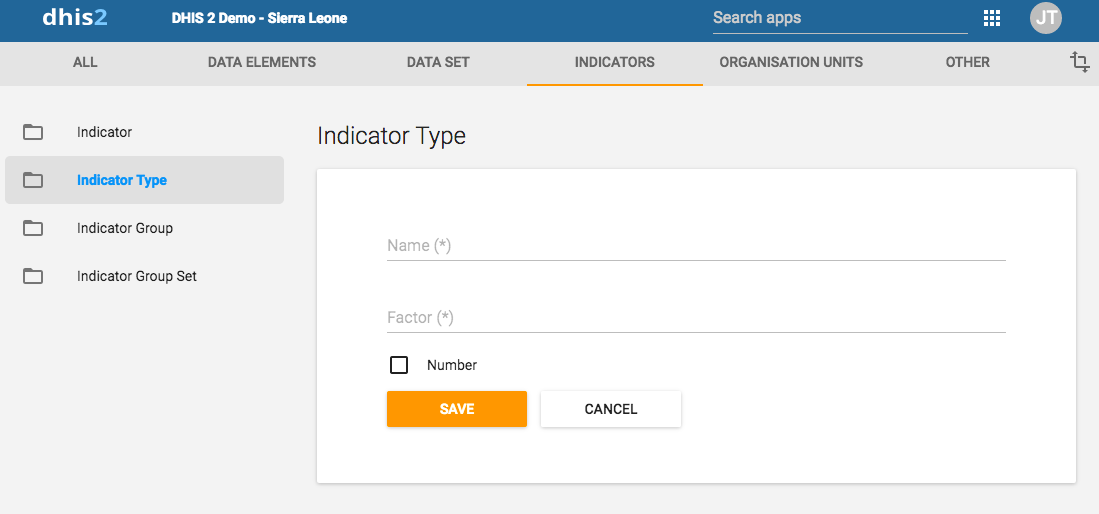 dhis2 DHIS 2 Demo - Sierra Leone Search apps JT
ALL DATA ELEMENTS DATA SET INDICATORS ORGANISATION UNITS OTHER
Indicator
Indicator Type
Indicator Group
Indicator Group Set
Indicator Type
Name (*)
Factor (*)
Number
SAVE CANCEL